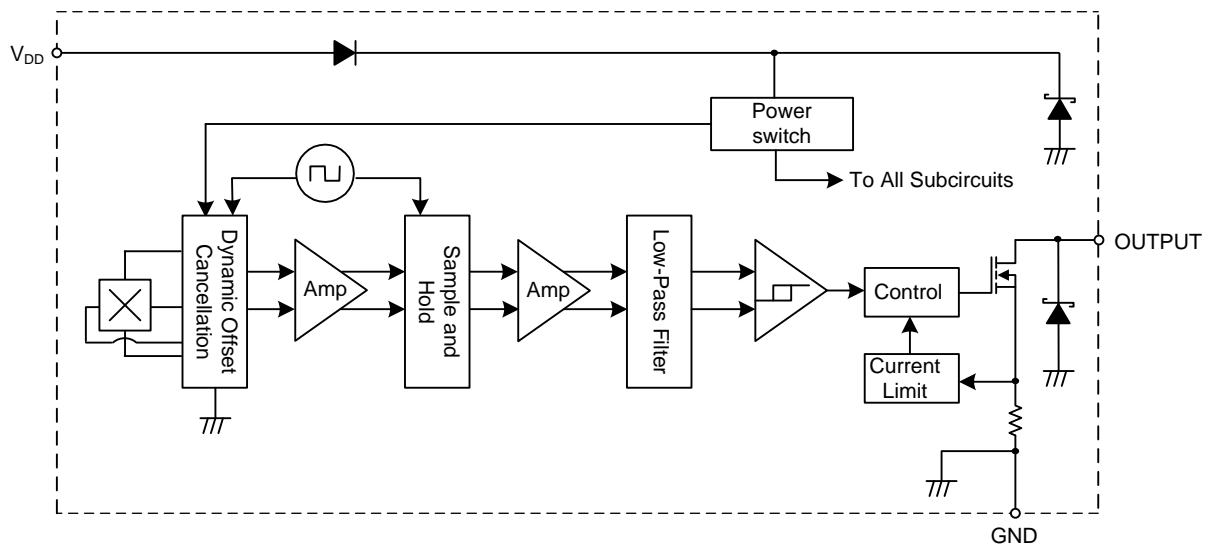 VDD
Power
switch
To All Subcircuits
OUTPUT
Dynamic Offset
Cancellation
Amp
Sample and
Hold
Amp
Low-Pass Filter
Control
Current
Limit
GND